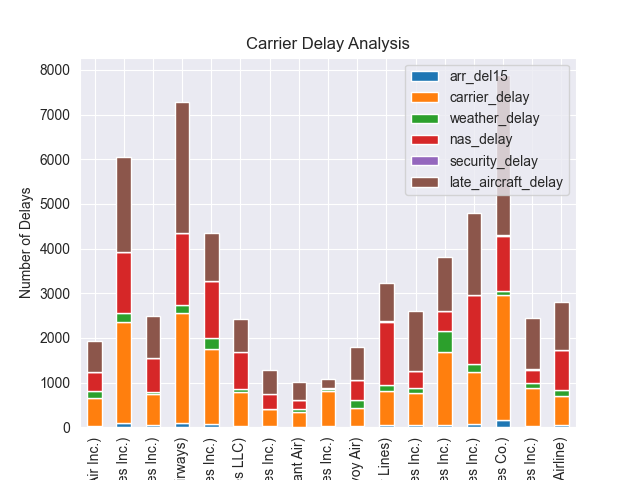 Carrier Delay Analysis
Number of Delays
8000
7000
6000
5000
4000
3000
2000
1000
0
arr_del15
carrier_delay
weather_delay
nas_delay
security_delay
late_aircraft_delay
Air Inc.)
es Inc.)
es Inc.)
rways)
es Inc.)
s LLC)
es Inc.)
ant Air)
es Inc.)
voy Air)
Lines)
es Inc.)
es Inc.)
es Inc.)
es Co.)
es Inc.)
Airline)